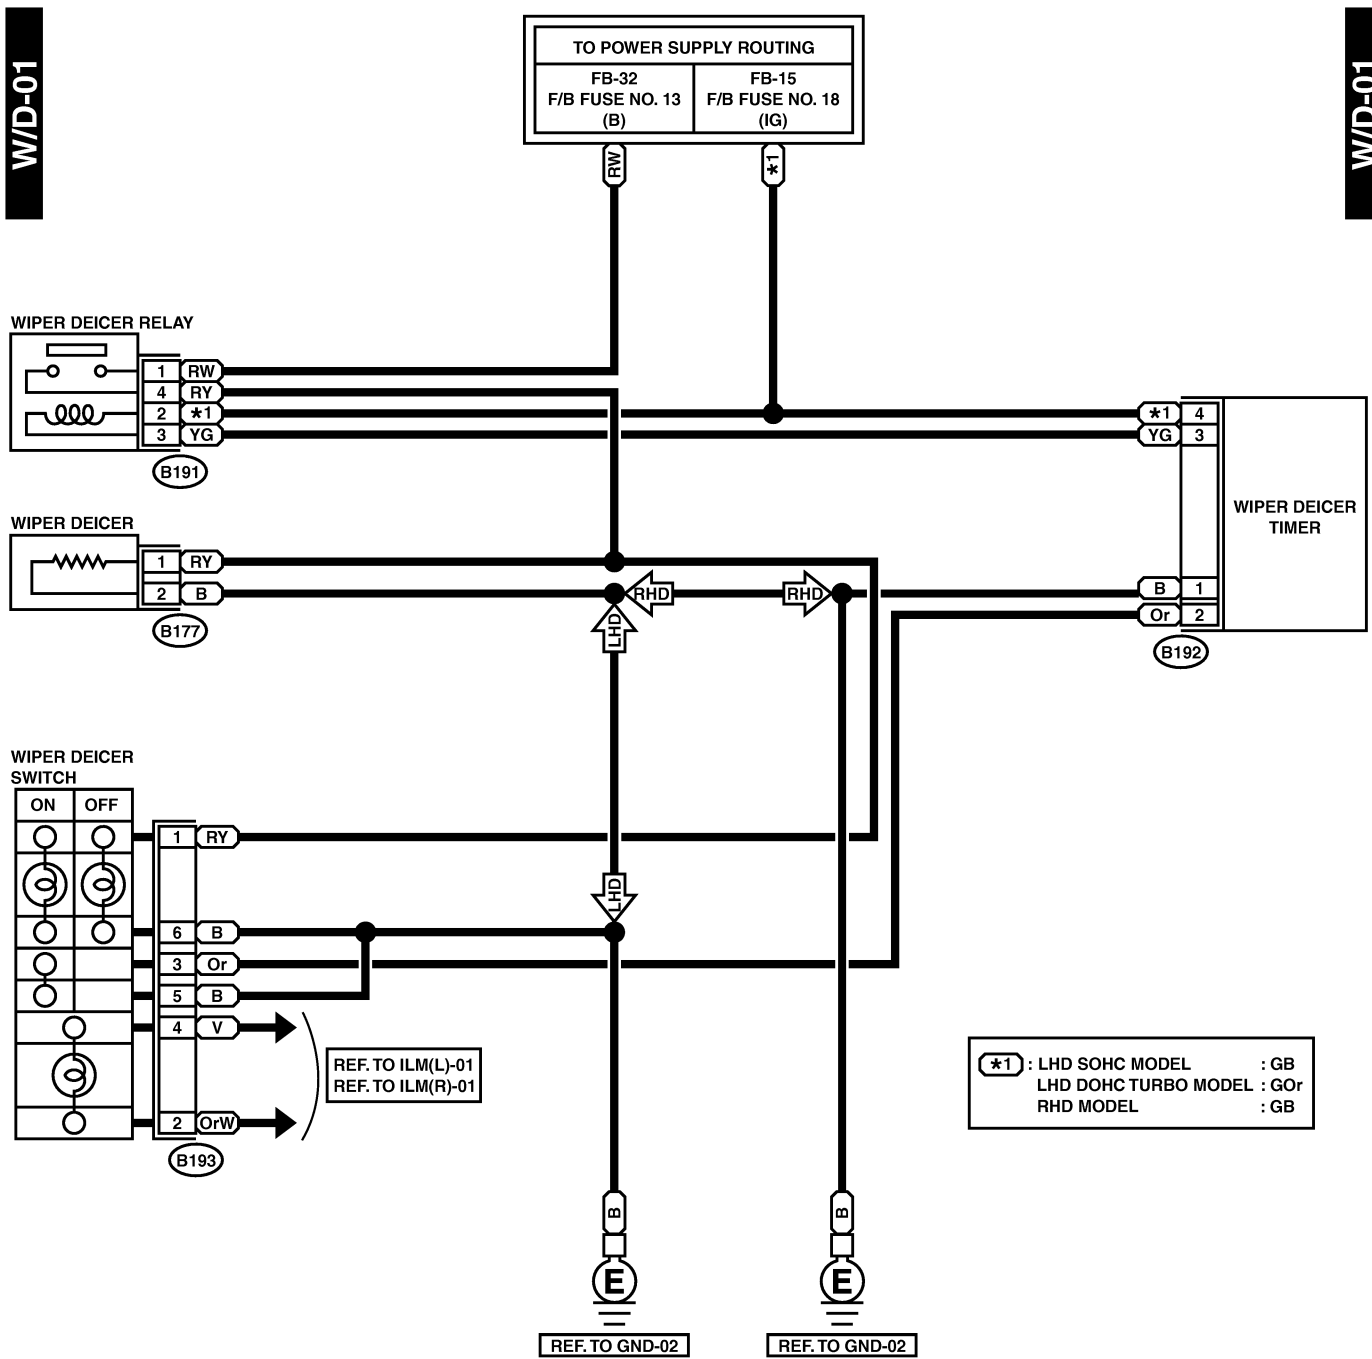 W/D-01
W/D-01
TO POWER SUPPLY ROUTING
FB-32
F/B FUSE NO. 13
(B)
FB-15
F/B FUSE NO. 18
(IG)
RW
*1
WIPER DEICER RELAY
1 RW
4 RY
2 *1
3 YG
B191
*1 4
YG 3
B 1
Or 2
WIPER DEICER
TIMER
B192
WIPER DEICER
1 RY
2 B
B177
RHD
RHD
LHD
LHD
WIPER DEICER
SWITCH
ON OFF
1 RY
6 B
3 Or
5 B
4 V
2 OrW
B193
REF. TO ILM(L)-01
REF. TO ILM(R)-01
*1 : LHD SOHC MODEL : GB
LHD DOHC TURBO MODEL : GOr
RHD MODEL : GB
B
B
E
E
REF. TO GND-02
REF. TO GND-02